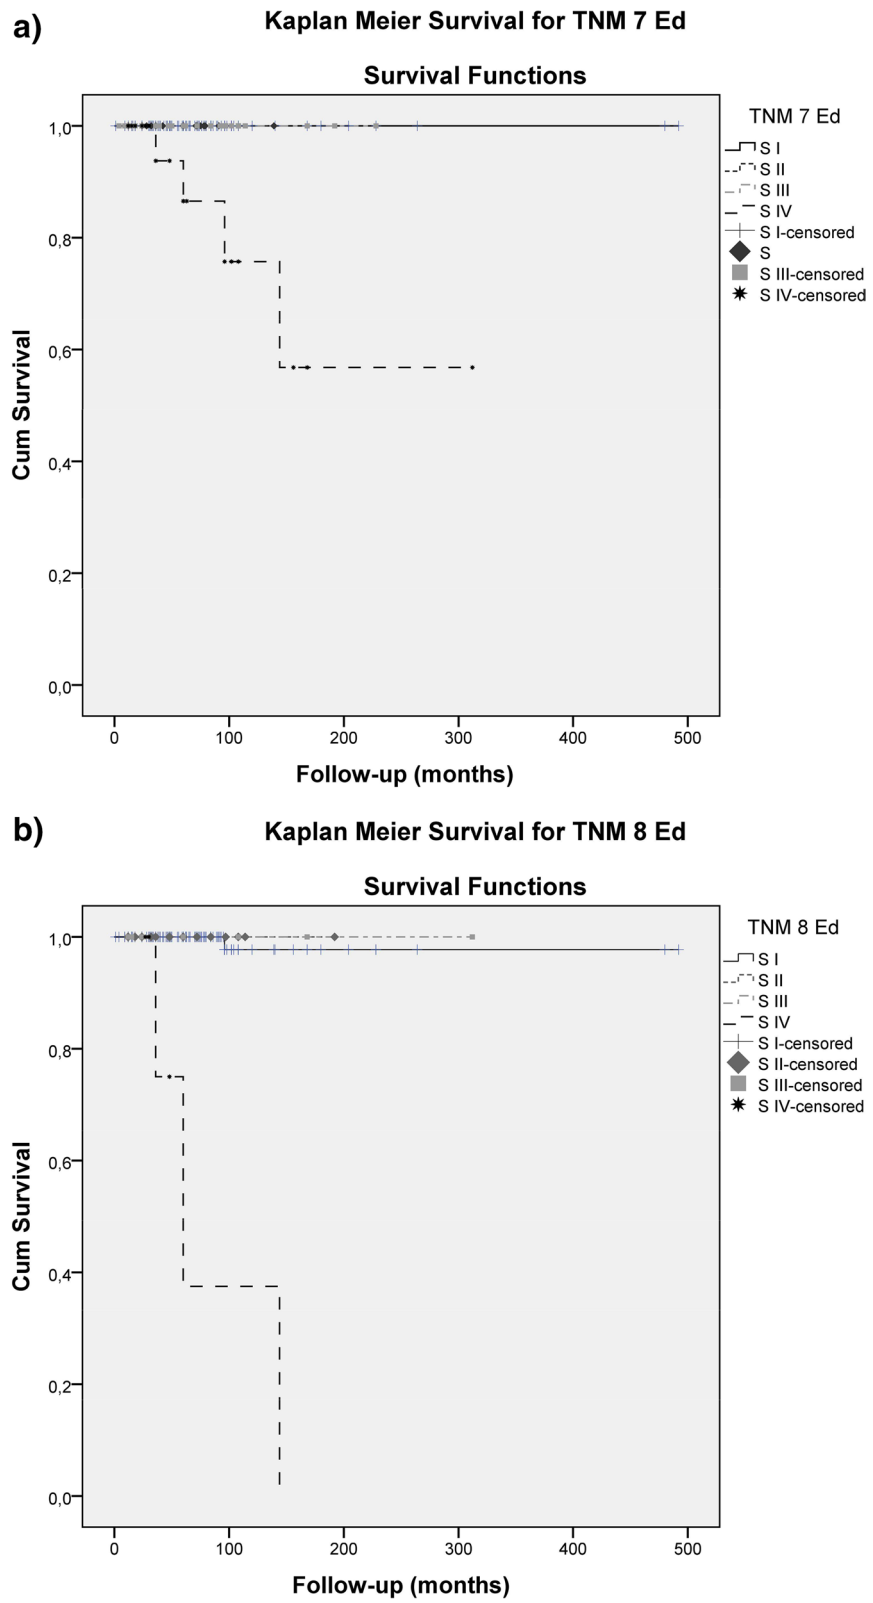 a)
Kaplan Meier Survival for TNM 7 Ed
Survival Functions
TNM 7 Ed
S I
S II
S III
S IV
S I-censored
S
S III-censored
S IV-censored
Cum Survival
1,0
0,8
0,6
0,4
0,2
0,0
0 100 200 300 400 500
Follow-up (months)
b)
Kaplan Meier Survival for TNM 8 Ed
Survival Functions
TNM 8 Ed
S I
S II
S III
S IV
S I-censored
S II-censored
S III-censored
S IV-censored
Cum Survival
1,0
0,8
0,6
0,4
0,2
0,0
0 100 200 300 400 500
Follow-up (months)